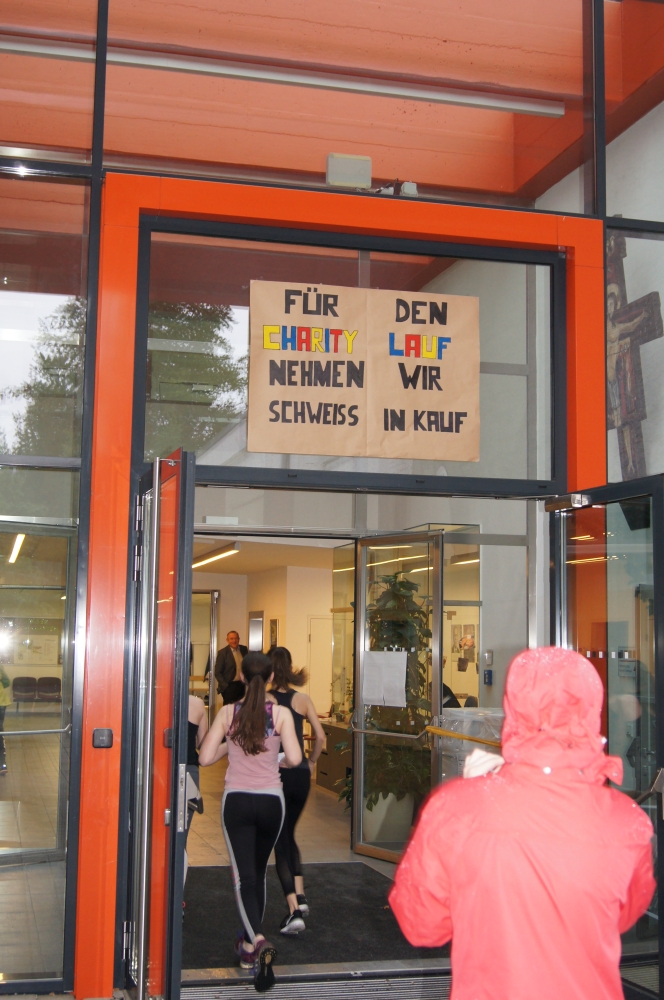 FÜR DEN
CHARITY LAUF
NEHMEN WIR
SCHWEISS IN KAUF